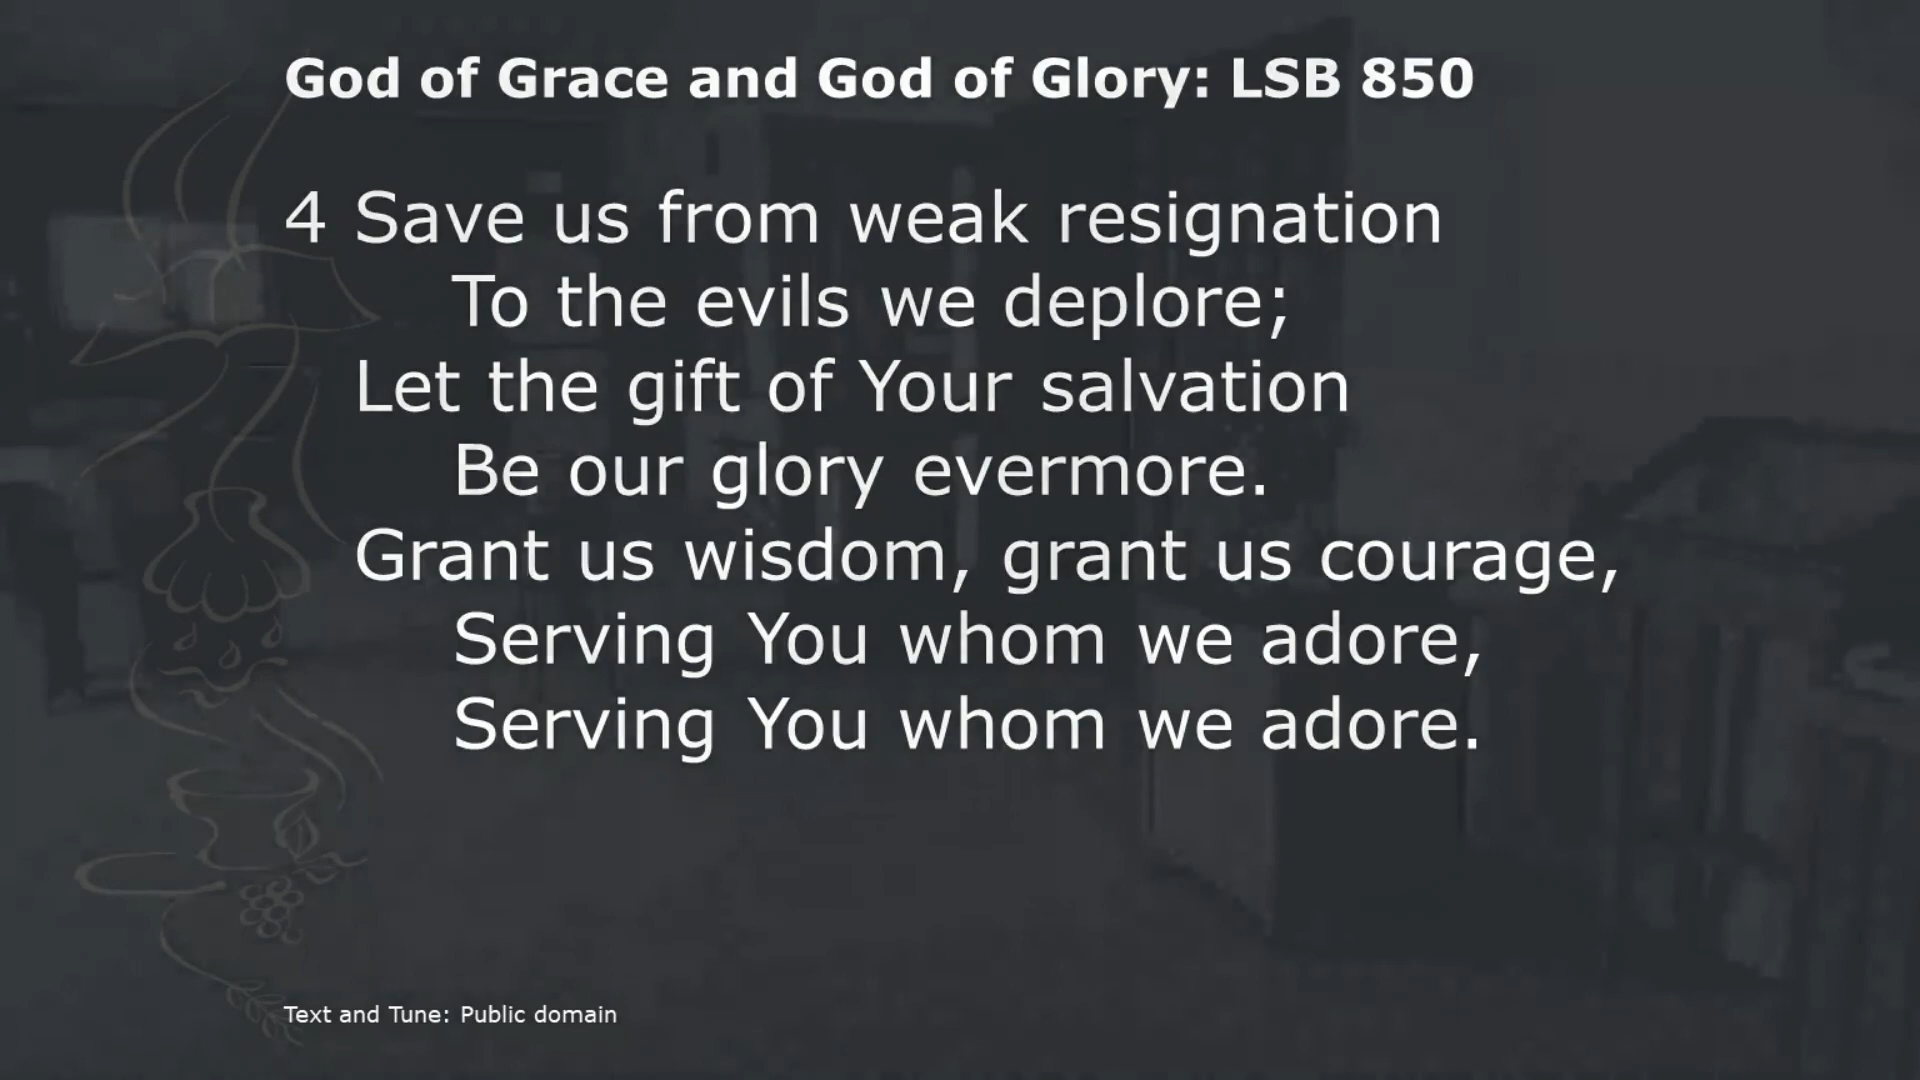 God of Grace and God of Glory: LSB 850
4 Save us from weak resignation
To the evils we deplore;
Let the gift of Your salvation
Be our glory evermore.
Grant us wisdom, grant us courage,
Serving You whom we adore,
Serving You whom we adore.
Text and Tune: Public domain